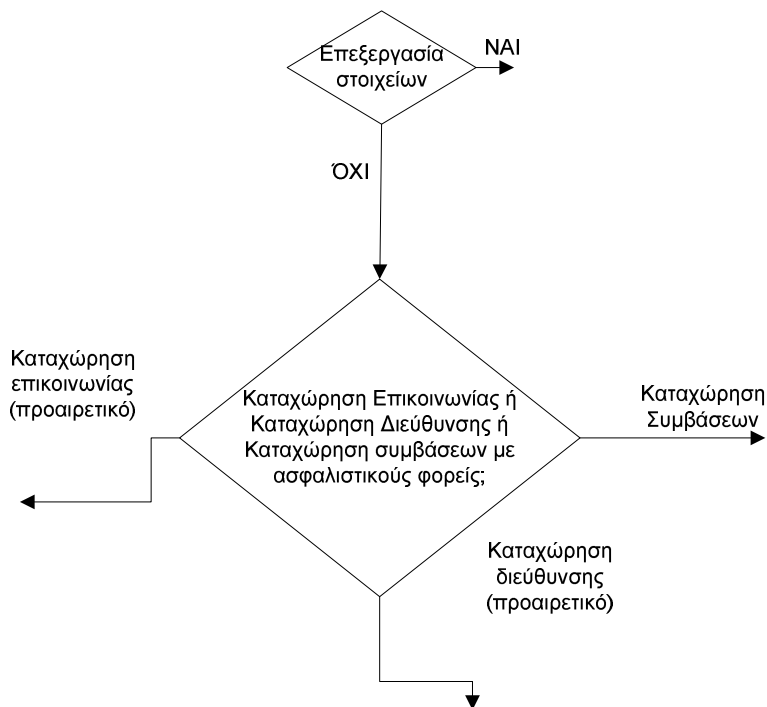 Επεξεργασία
στοιχείων
ΝΑΙ
ΌΧΙ
Καταχώρηση
επικοινωνίας
(προαιρετικό)
Καταχώρηση Επικοινωνίας ή
Καταχώρηση Διεύθυνσης ή
Καταχώρηση συμβάσεων με
ασφαλιστικούς φορείς;
Καταχώρηση
Συμβάσεων
Καταχώρηση
διεύθυνσης
(προαιρετικό)